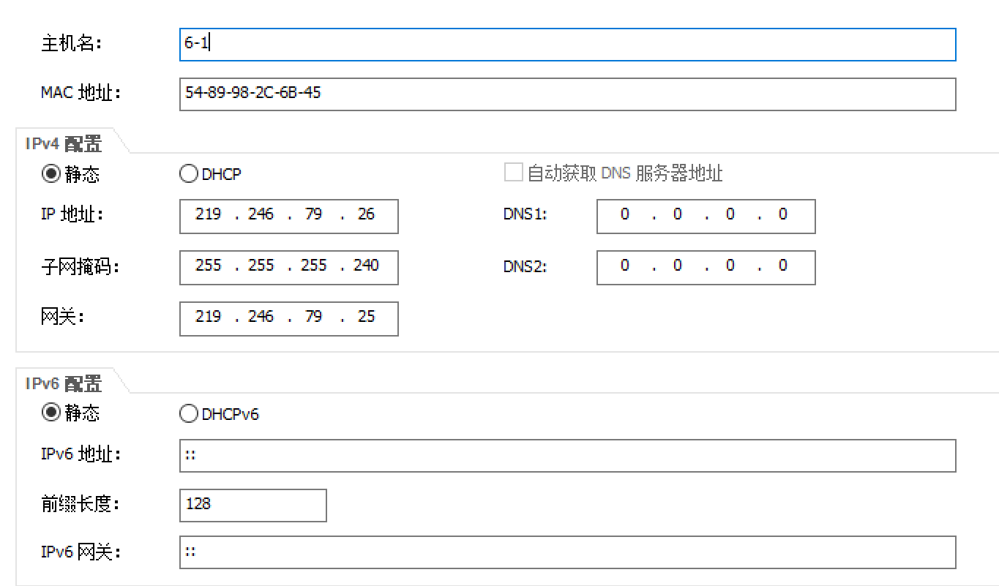 主机名： 6-1
MAC 地址： 54-89-98-2C-6B-45
IPv4 配置
静态 DHCP 自动获取 DNS 服务器地址
IP 地址： 219 . 246 . 79 . 26 DNS1: 0 . 0 . 0 . 0
子网掩码： 255 . 255 . 255 . 240 DNS2: 0 . 0 . 0 . 0
网关： 219 . 246 . 79 . 25
IPv6 配置
静态 DHCPv6
IPv6 地址： ::
前缀长度： 128
IPv6 网关： ::